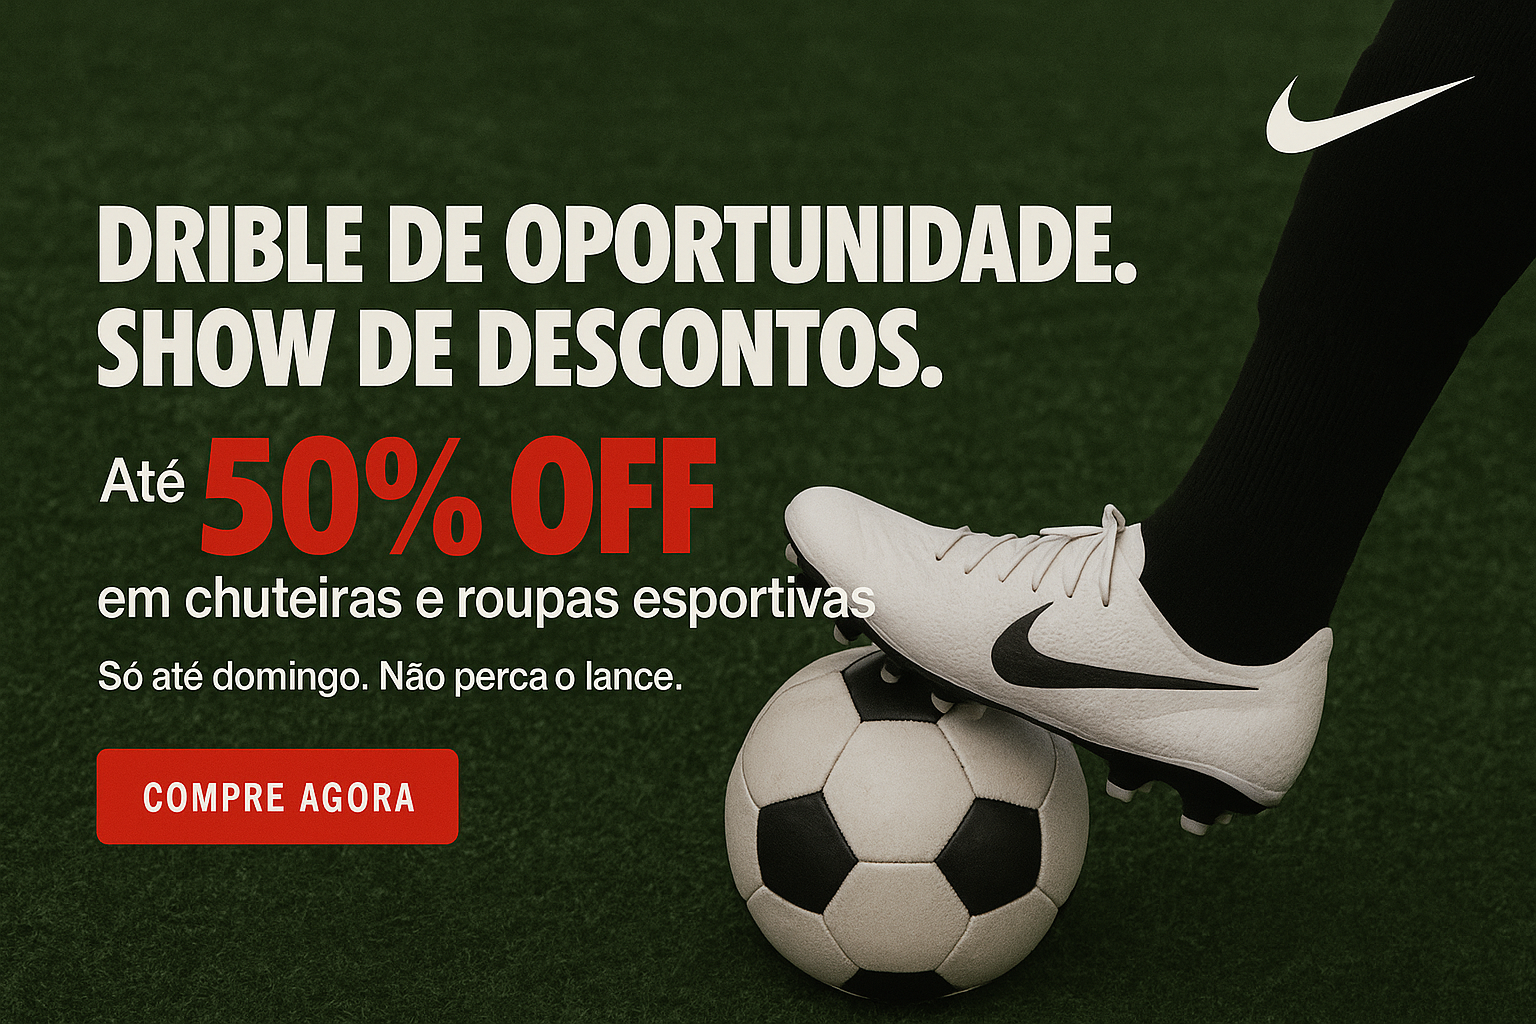 DRIBLE DE OPORTUNIDADE.
SHOW DE DESCONTOS.
Até 50% OFF
em chuteiras e roupas esportivas
Só até domingo. Não perca o lance.
COMPRE AGORA